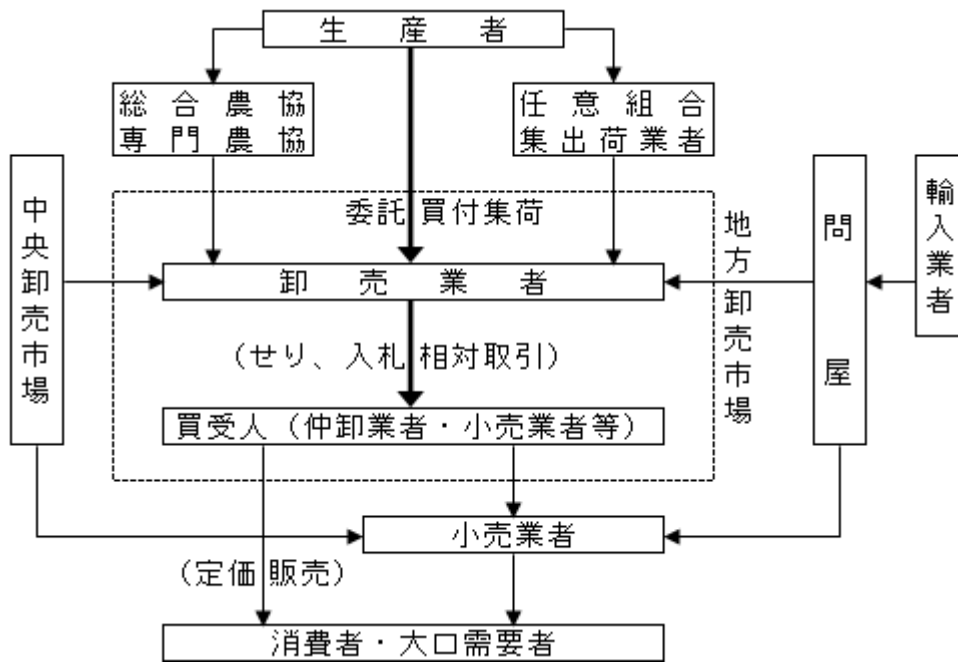 生産者
総合農協
専門農協
任意組合
集出荷業者
中央卸売市場
委託 買付集荷
地方卸売市場
問屋
輸入業者
卸売業者
(せり、入札 相対取引)
買受人(仲卸業者・小売業者等)
小売業者
(定価 販売)
消費者・大口需要者